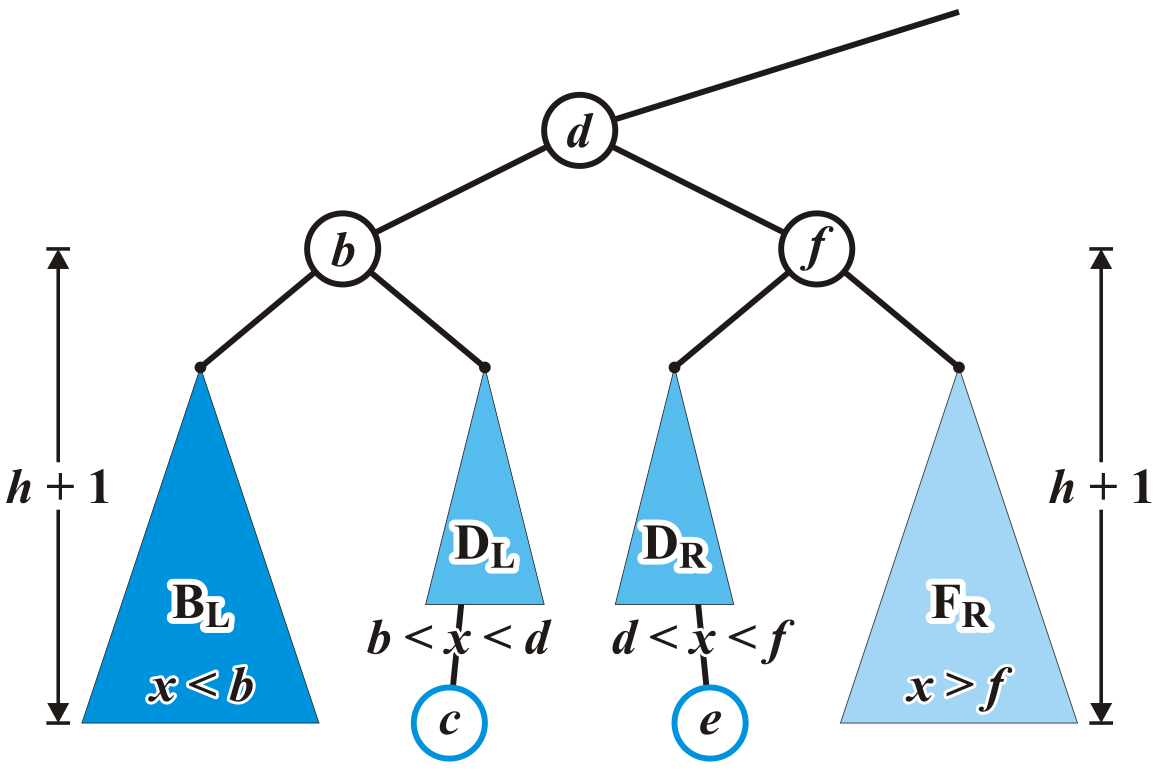 d
b
f
h + 1
h + 1
D_L
D_R
B_L
F_R
b < x < d
d < x < f
x < b
x > f
c
e